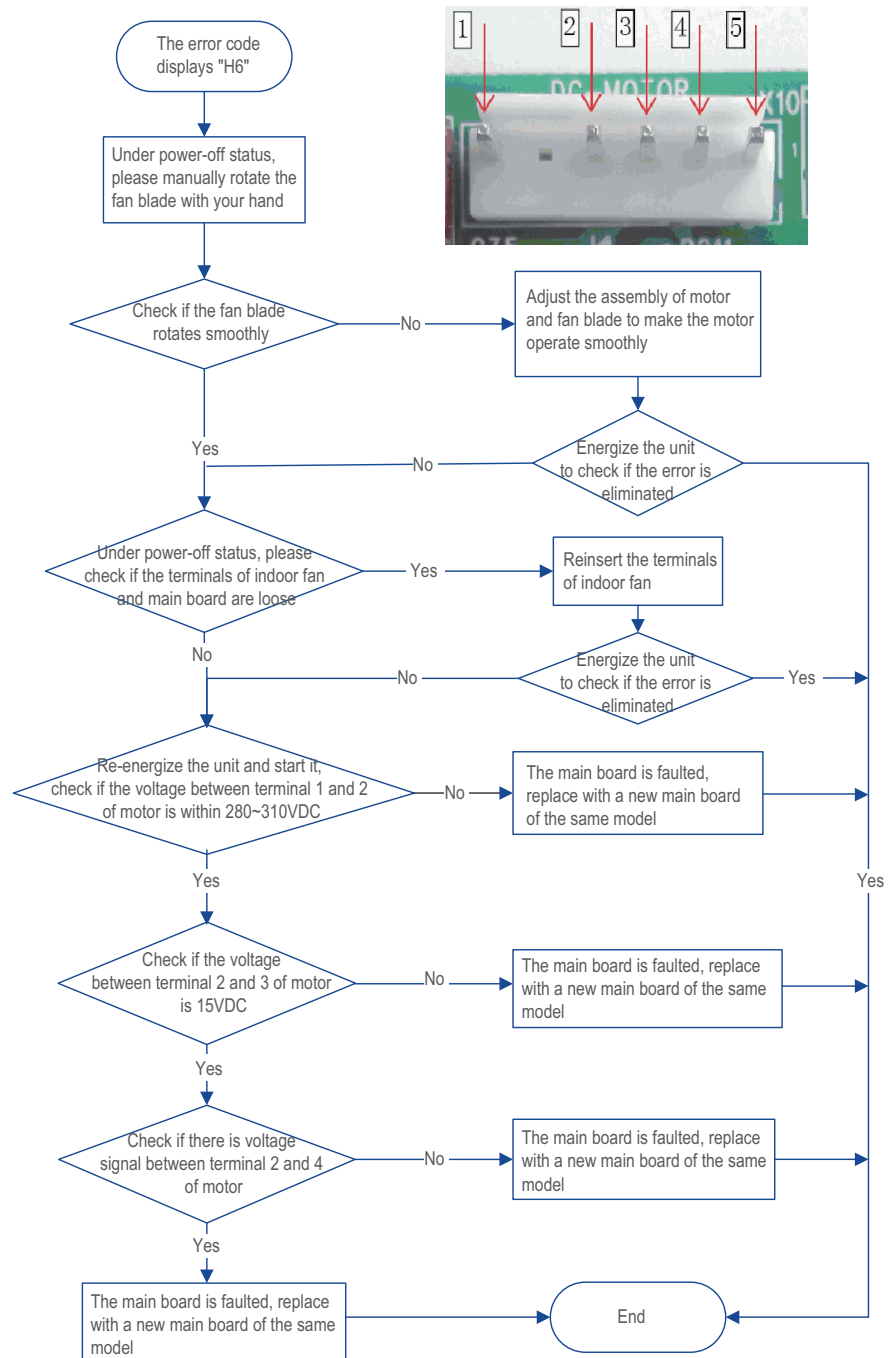 The error code
displays "H6"
1
2
3
4
5
DC MOTOR
1
Under power-off status,
please manually rotate the
fan blade with your hand
Check if the fan blade
rotates smoothly
No
Adjust the assembly of motor
and fan blade to make the motor
operate smoothly
Yes
No
Energize the unit
to check if the error is
eliminated
Under power-off status, please
check if the terminals of indoor fan
and main board are loose
Yes
Reinsert the terminals
of indoor fan
No
No
Energize the unit
to check if the error is
eliminated
Yes
Re-energize the unit and start it,
check if the voltage between terminal 1 and 2
of motor is within 280~310VDC
No
The main board is faulted,
replace with a new main board
of the same model
Yes
Yes
Check if the voltage
between terminal 2 and 3 of motor
is 15VDC
No
The main board is faulted, replace
with a new main board of the same
model
Yes
Check if there is voltage
signal between terminal 2 and 4
of motor
No
The main board is faulted, replace
with a new main board of the same
model
Yes
The main board is faulted, replace
with a new main board of the same
model
End